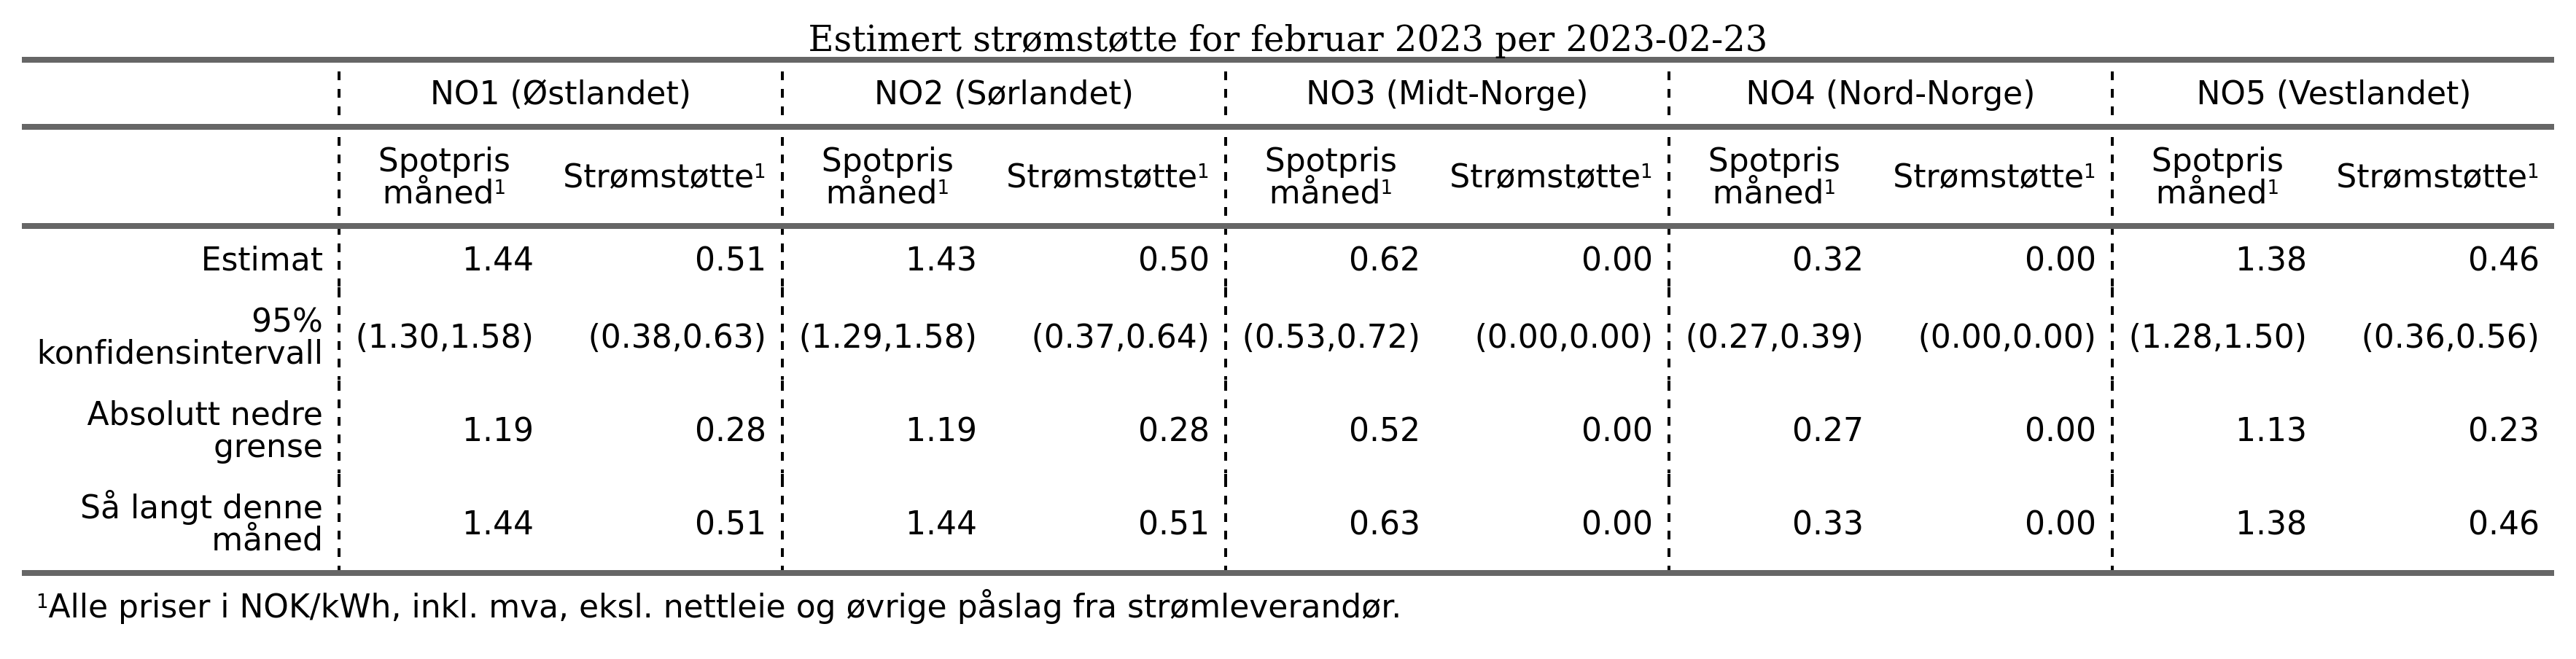 Estimert strømstøtte for februar 2023 per 2023-02-23
NO1 (Østlandet) NO2 (Sørlandet) NO3 (Midt-Norge) NO4 (Nord-Norge) NO5 (Vestlandet)
Spotpris måned¹ Strømstøtte¹ Spotpris måned¹ Strømstøtte¹ Spotpris måned¹ Strømstøtte¹ Spotpris måned¹ Strømstøtte¹ Spotpris måned¹ Strømstøtte¹
Estimat 1.44 0.51 1.43 0.50 0.62 0.00 0.32 0.00 1.38 0.46
95% konfidensintervall (1.30,1.58) (0.38,0.63) (1.29,1.58) (0.37,0.64) (0.53,0.72) (0.00,0.00) (0.27,0.39) (0.00,0.00) (1.28,1.50) (0.36,0.56)
Absolutt nedre grense 1.19 0.28 1.19 0.28 0.52 0.00 0.27 0.00 1.13 0.23
Så langt denne måned 1.44 0.51 1.44 0.51 0.63 0.00 0.33 0.00 1.38 0.46
¹Alle priser i NOK/kWh, inkl. mva, eksl. nettleie og øvrige påslag fra strømleverandør.